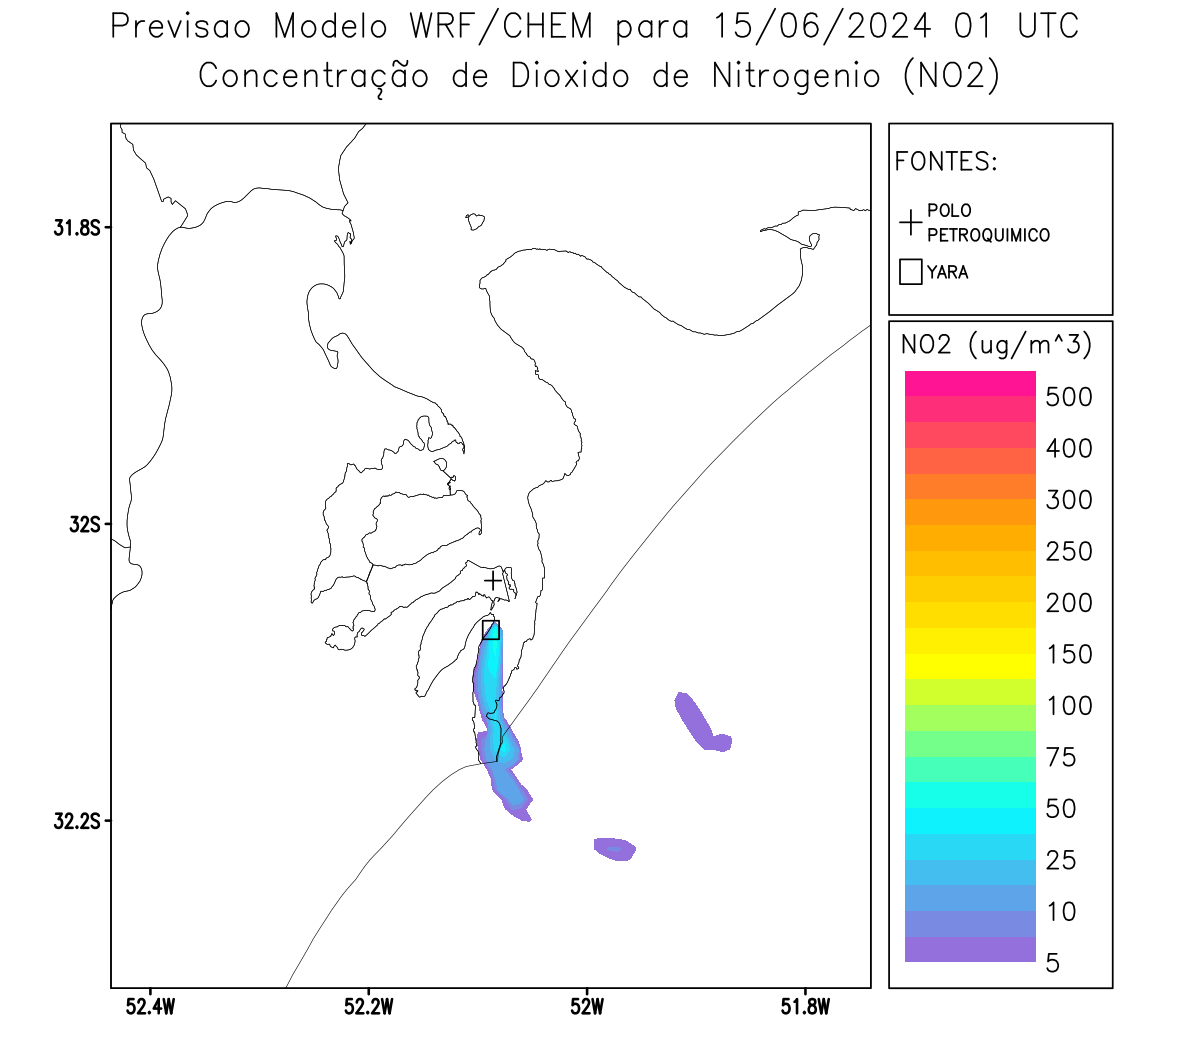 Previsao Modelo WRF/CHEM para 15/06/2024 01 UTC
Concentração de Dioxido de Nitrogenio (NO2)
FONTES:
POLO
PETROQUIMICO
YARA
NO2 (ug/m^3)
500
400
300
250
200
150
100
75
50
25
10
5
31.8S
32S
32.2S
52.4W
52.2W
52W
51.8W